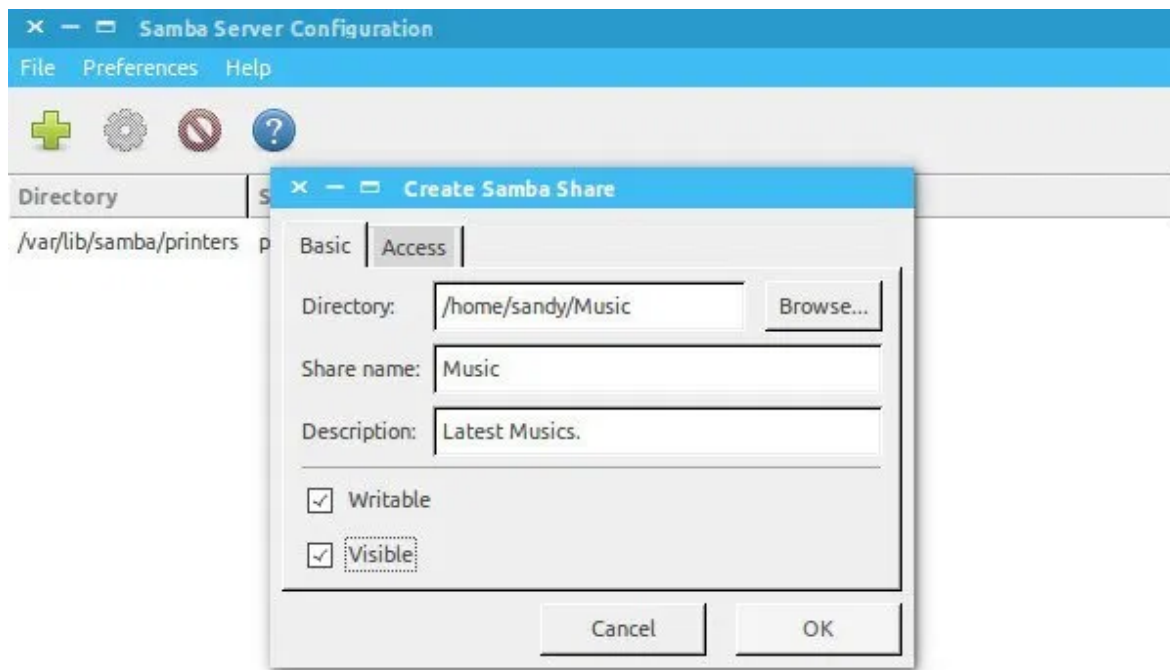 Samba Server Configuration
File Preferences Help
Directory S
/var/lib/samba/printers p
Create Samba Share
Basic Access
Directory: /home/sandy/Music Browse...
Share name: Music
Description: Latest Musics.
Writable
Visible
Cancel OK